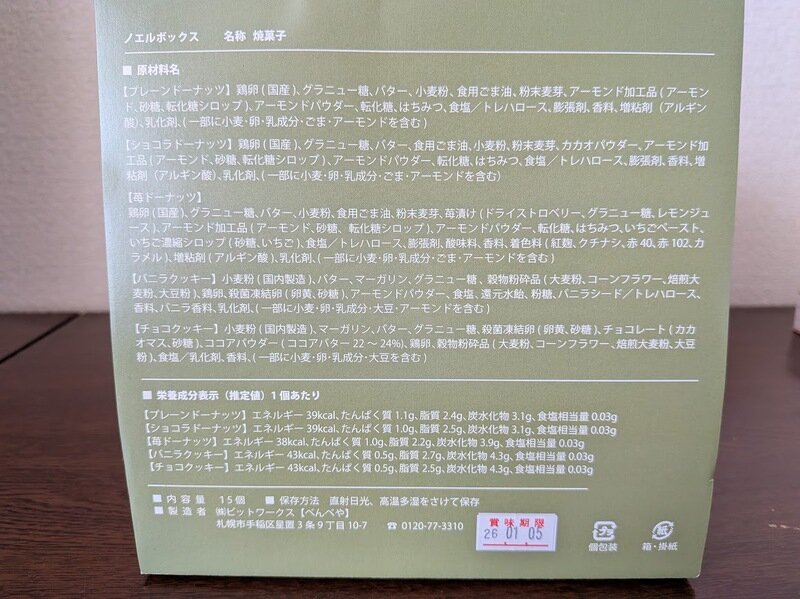 ノエルボックス　　名称 焼菓子
■ 原材料名
【プレーンドーナッツ】鶏卵 ( 国産 )、グラニュー糖、バター、小麦粉、食用ごま油、粉末麦芽、アーモンド加工品 ( アーモン
ド、砂糖、転化糖シロップ )、アーモンドパウダー、転化糖、はちみつ、食塩／トレハロース、膨張剤、香料、増粘剤（アルギン
酸）、乳化剤、( 一部に小麦・卵・乳成分・ごま・アーモンドを含む )
【ショコラドーナッツ】鶏卵 ( 国産 )、グラニュー糖、バター、食用ごま油、小麦粉、粉末麦芽、カカオパウダー、アーモンド加
工品 ( アーモンド、砂糖、転化糖シロップ )、アーモンドパウダー、転化糖、はちみつ、食塩／トレハロース、膨張剤、香料、増
粘剤（アルギン酸）、乳化剤、( 一部に小麦・卵・乳成分・ごま・アーモンドを含む）
【苺ドーナッツ】
鶏卵 ( 国産 )、グラニュー糖、バター、小麦粉、食用ごま油、粉末麦芽、苺漬け ( ドライストロベリー、グラニュー糖、レモンジュ
ース )、アーモンド加工品 ( アーモンド、砂糖、転化糖シロップ )、アーモンドパウダー、転化糖、はちみつ、いちごペースト、
いちご濃縮シロップ ( 砂糖、いちご )、食塩／トレハロース、膨張剤、酸味料、香料、着色料 ( 紅麹、クチナシ、赤 40、赤 102、カ
ラメル )、増粘剤 ( アルギン酸 )、乳化剤、( 一部に小麦・卵・乳成分・ごま・アーモンドを含む )
【バニラクッキー】小麦粉 ( 国内製造 )、バター、マーガリン、グラニュー糖、穀物粉砕品 ( 大麦粉、コーンフラワー、焙煎大
麦粉、大豆粉 )、鶏卵、殺菌凍結卵 ( 卵黄、砂糖 )、アーモンドパウダー、食塩、還元水飴、粉糖、バニラシード／トレハロース、
香料、バニラ香料、乳化剤、( 一部に小麦・卵・乳成分・大豆・アーモンドを含む )
【チョコクッキー】小麦粉 ( 国内製造 )、マーガリン、バター、グラニュー糖、殺菌凍結卵 ( 卵黄、砂糖 )、チョコレート ( カカ
オマス、砂糖 )、ココアパウダー ( ココアバター 22 ～ 24%)、鶏卵、穀物粉砕品 ( 大麦粉、コーンフラワー、焙煎大麦粉、大豆
粉 )、食塩／乳化剤、香料、( 一部に小麦・卵・乳成分・大豆を含む )
■ 栄養成分表示（推定値）1 個あたり
【プレーンドーナッツ】エネルギー 39kcal、たんぱく質 1.1g、脂質 2.4g、炭水化物 3.1g、食塩相当量 0.03g
【ショコラドーナッツ】エネルギー 39kcal、たんぱく質 1.0g、脂質 2.5g、炭水化物 3.1g、食塩相当量 0.03g
【苺ドーナッツ】エネルギー 38kcal、たんぱく質 1.0g、脂質 2.2g、炭水化物 3.9g、食塩相当量 0.03g
【バニラクッキー】エネルギー 43kcal、たんぱく質 0.5g、脂質 2.7g、炭水化物 4.3g、食塩相当量 0.03g
【チョコクッキー】エネルギー 43kcal、たんぱく質 0.5g、脂質 2.5g、炭水化物 4.3g、食塩相当量 0.03g
■ 内 容 量　15個　■ 保存方法　直射日光、高温多湿をさけて保存
■ 製 造 者　㈱ビットワークス【べんべや】
札幌市手稲区星置 3 条 9 丁目 10-7　☎ 0120-77-3310
賞味期限
26 01 05
プラ
個包装
紙
箱・掛紙